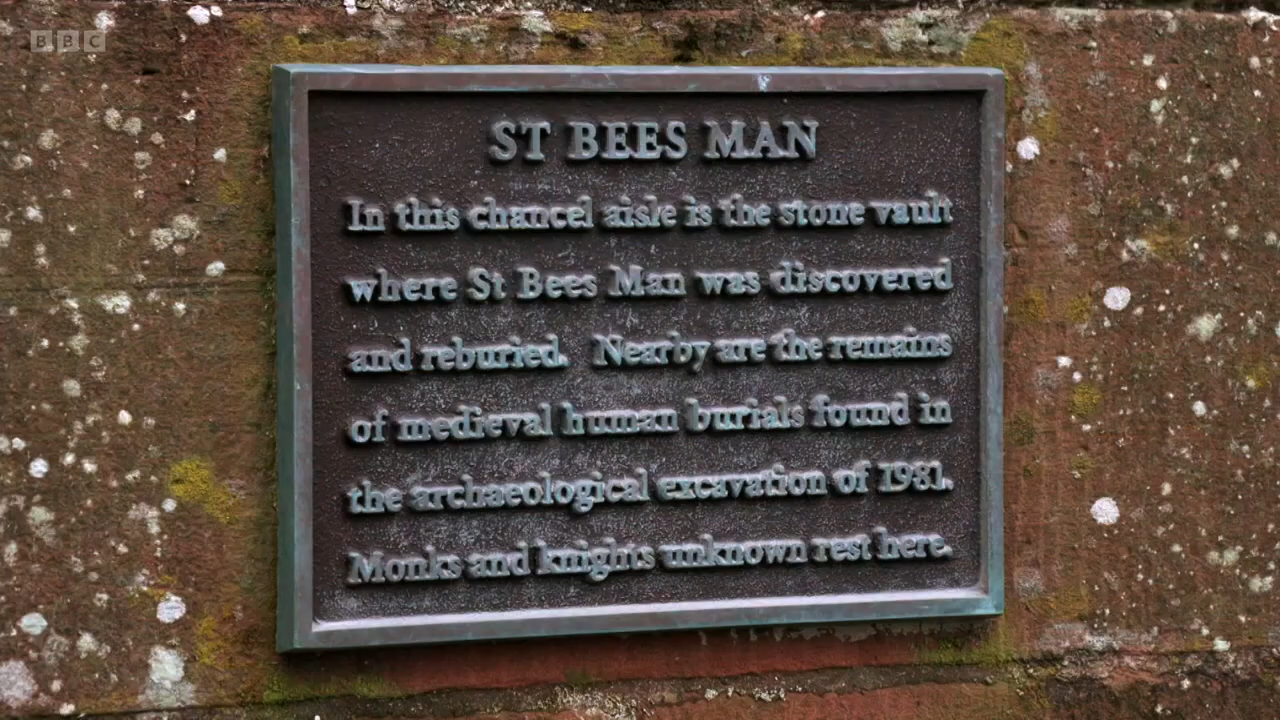 BBC
ST BEES MAN
In this chancel aisle is the stone vault
where St Bees Man was discovered
and reburied. Nearby are the remains
of medieval human burials found in
the archaeological excavation of 1981.
Monks and knights unknown rest here.